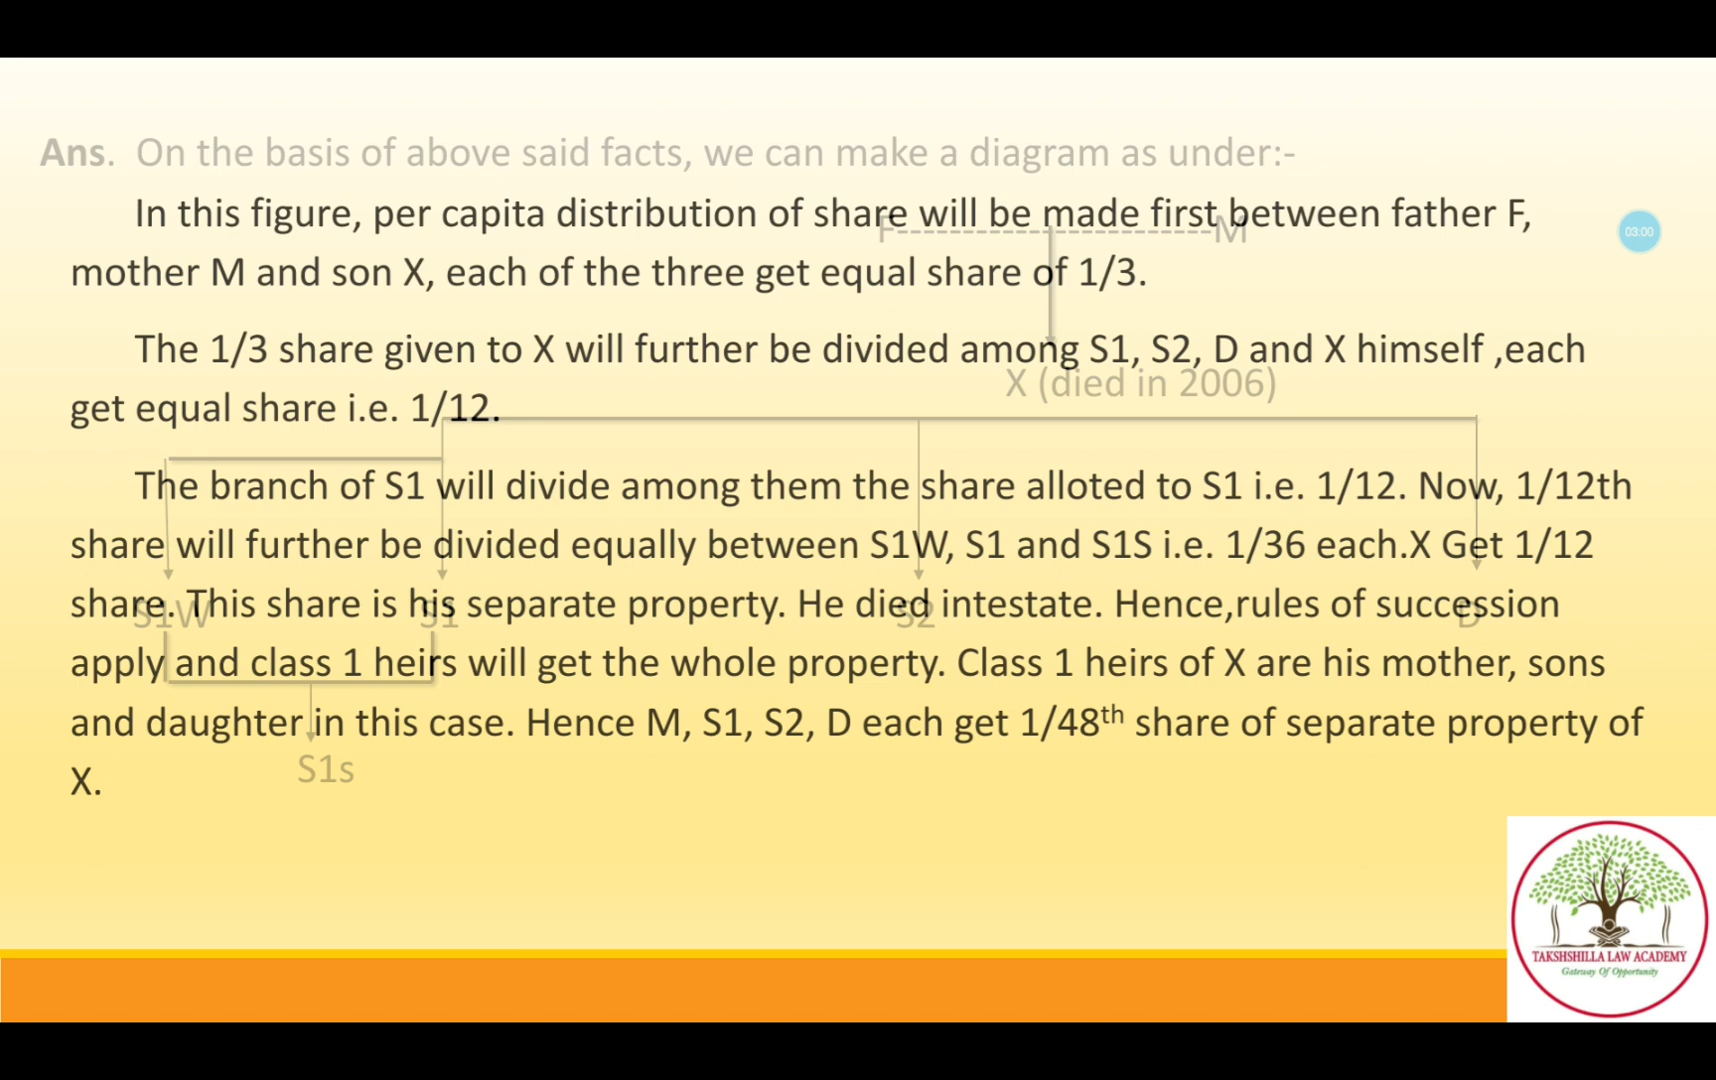 Ans. On the basis of above said facts, we can make a diagram as under:-
In this figure, per capita distribution of share will be made first between father F,
F-------------------------M
03:00
mother M and son X, each of the three get equal share of 1/3.
The 1/3 share given to X will further be divided among S1, S2, D and X himself ,each
X (died in 2006)
get equal share i.e. 1/12.
The branch of S1 will divide among them the share alloted to S1 i.e. 1/12. Now, 1/12th
share will further be divided equally between S1W, S1 and S1S i.e. 1/36 each.X Get 1/12
share. This share is his separate property. He died intestate. Hence,rules of succession
S1W S1 S2 D
apply and class 1 heirs will get the whole property. Class 1 heirs of X are his mother, sons
and daughter in this case. Hence M, S1, S2, D each get 1/48th share of separate property of
S1s
X.
TAKSHSHILLA LAW ACADEMY
Gateway Of Opportunity